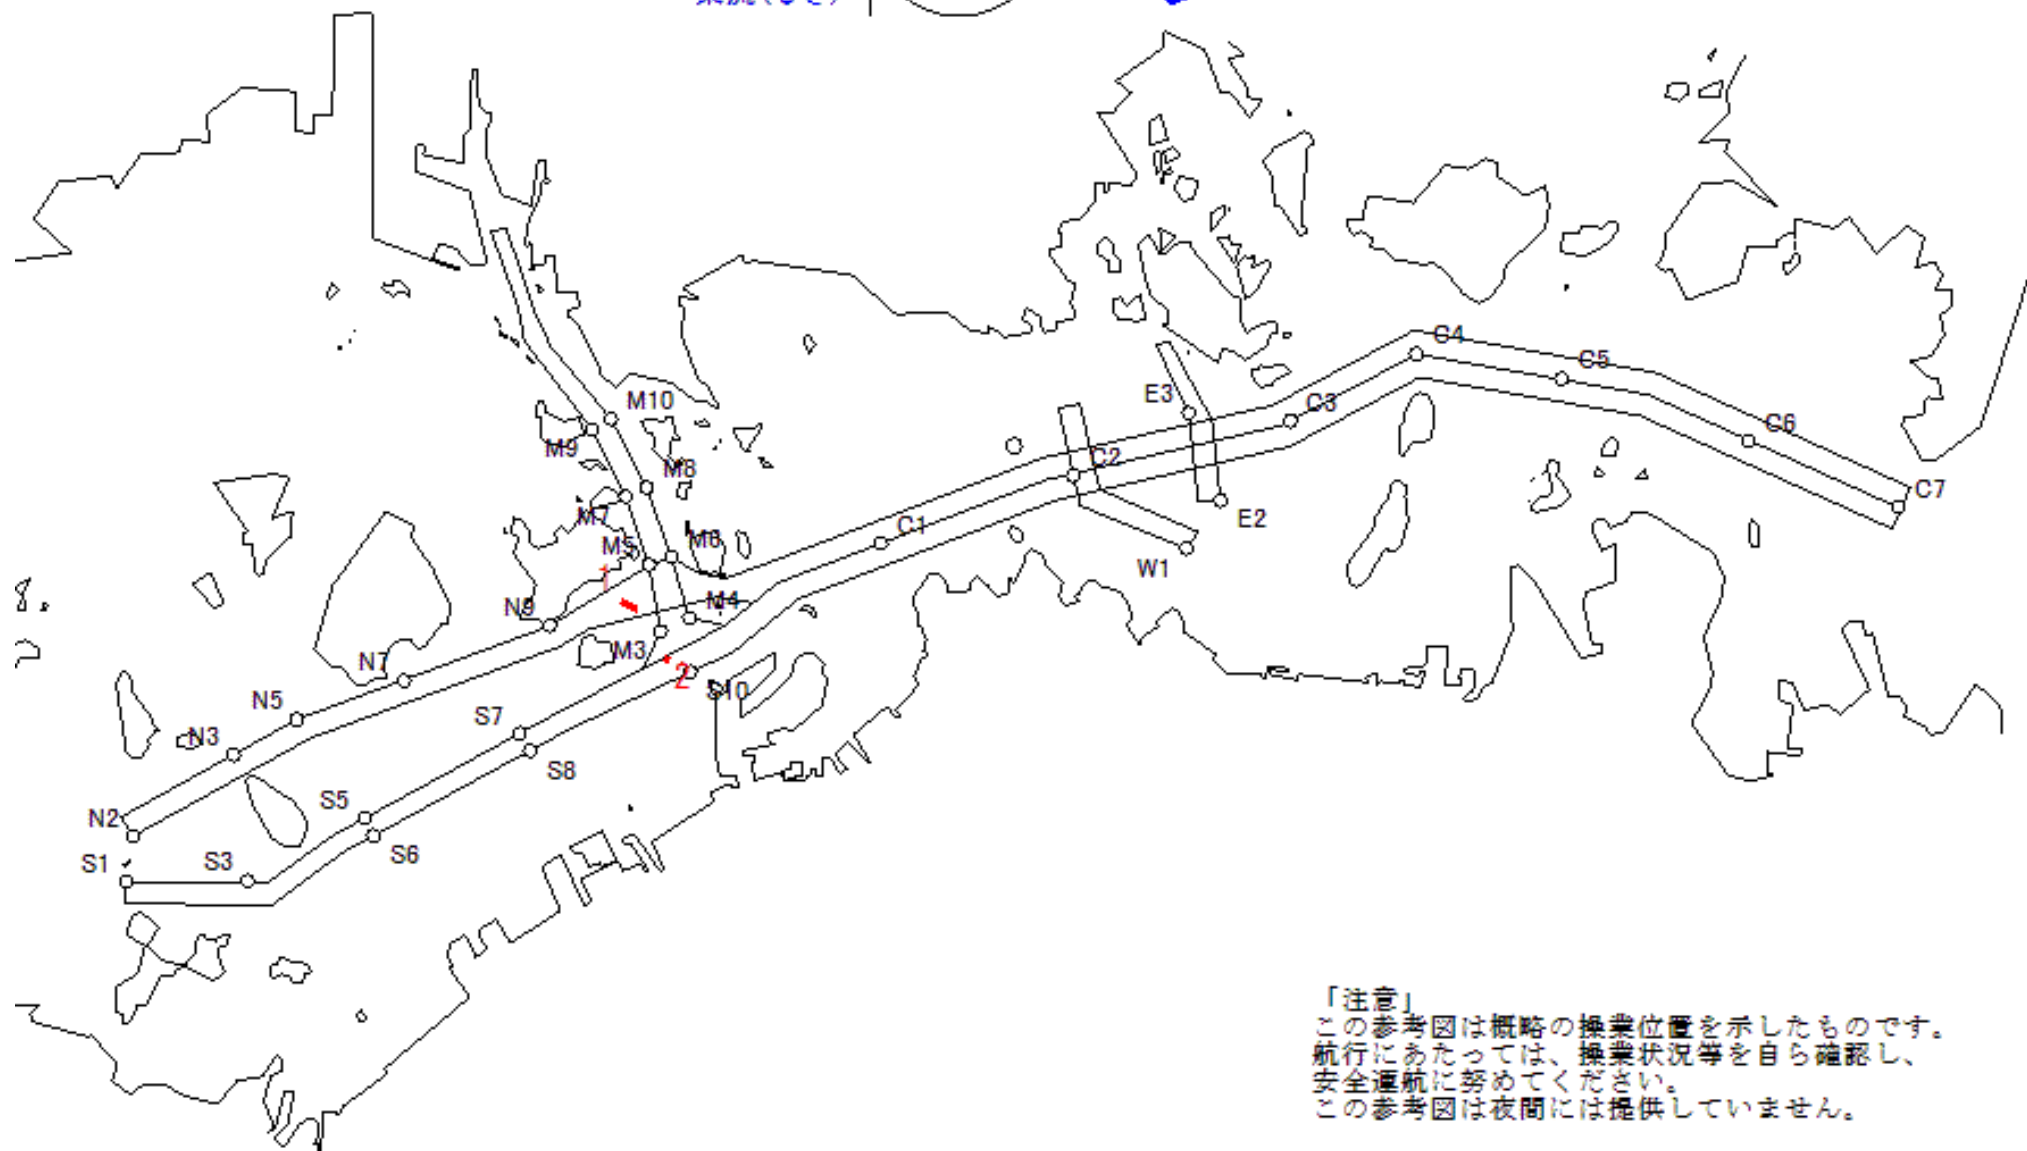 C4
C5
E3
C3
M10
C6
M9
C2
M8
C7
M7
E2
C1
M5
M6
W1
1
N9
M4
M3
N7
2
S10
N5
S7
N3
S8
S5
N2
S6
S1
S3
「注意」
この参考図は概略の操業位置を示したものです。
航行にあたっては、操業状況等を自ら確認し、
安全運航に努めてください。
この参考図は夜間には提供していません。